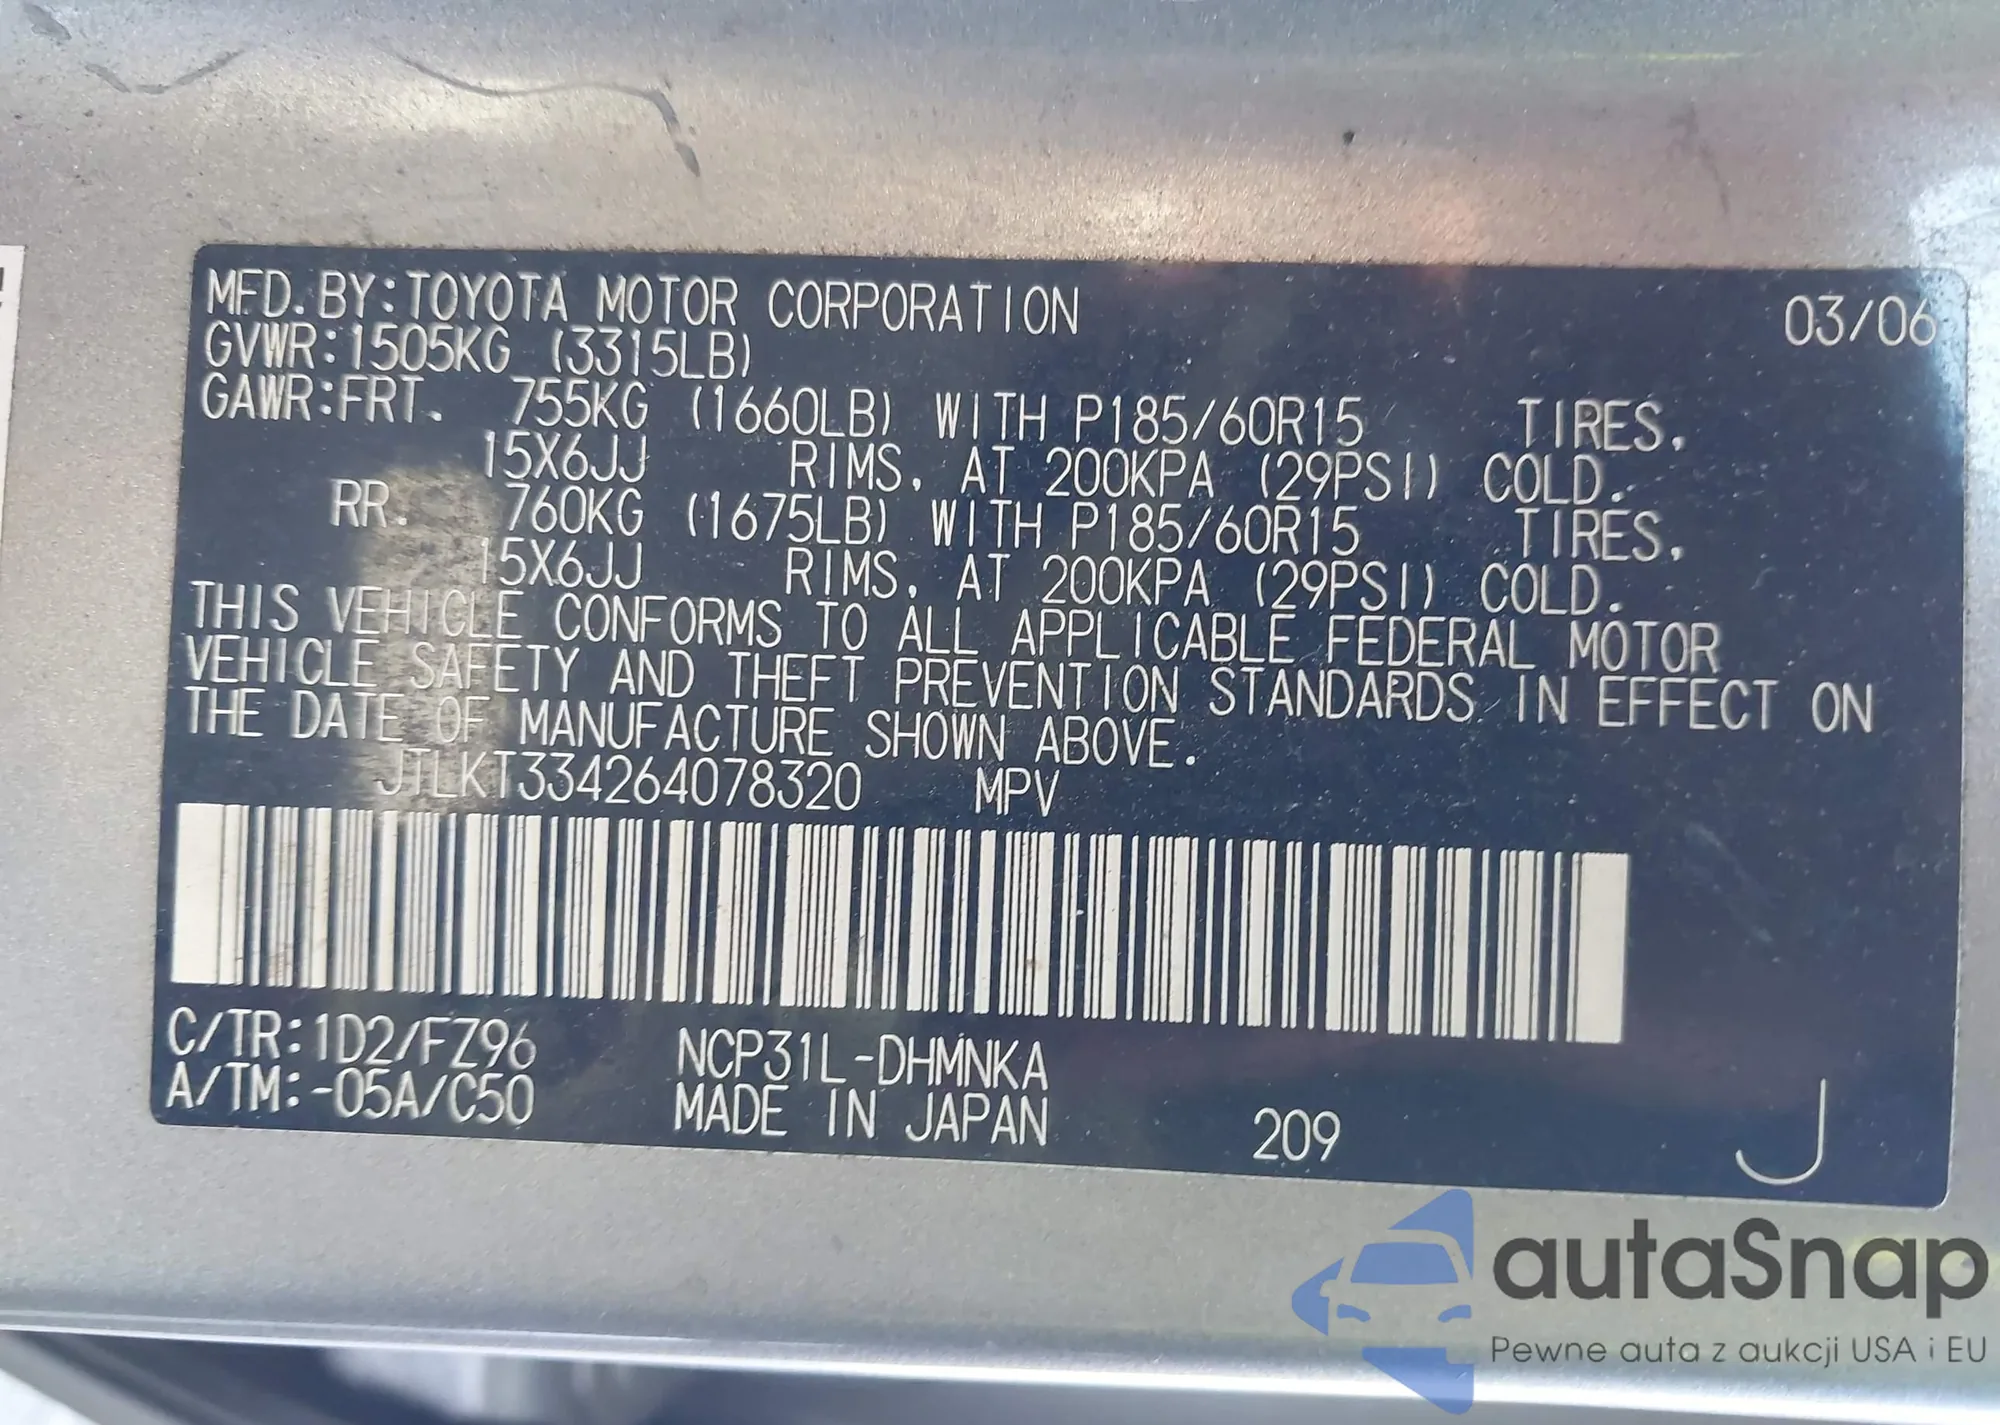 MFD. BY:TOYOTA MOTOR CORPORATION 03/06
GVWR:1505KG (3315LB)
GAWR:FRT. 755KG (1660LB) WITH P185/60R15 TIRES,
15X6JJ RIMS, AT 200KPA (29PSI) COLD.
RR. 760KG (1675LB) WITH P185/60R15 TIRES,
15X6JJ RIMS, AT 200KPA (29PSI) COLD.
THIS VEHICLE CONFORMS TO ALL APPLICABLE FEDERAL MOTOR
VEHICLE SAFETY AND THEFT PREVENTION STANDARDS IN EFFECT ON
THE DATE OF MANUFACTURE SHOWN ABOVE.
JTLKT334264078320 MPV
C/TR:1D2/FZ96 NCP31L-DHMNKA
A/TM:-05A/C50 MADE IN JAPAN 209 J
autaSnap
Pewne auta z aukcji USA i EU